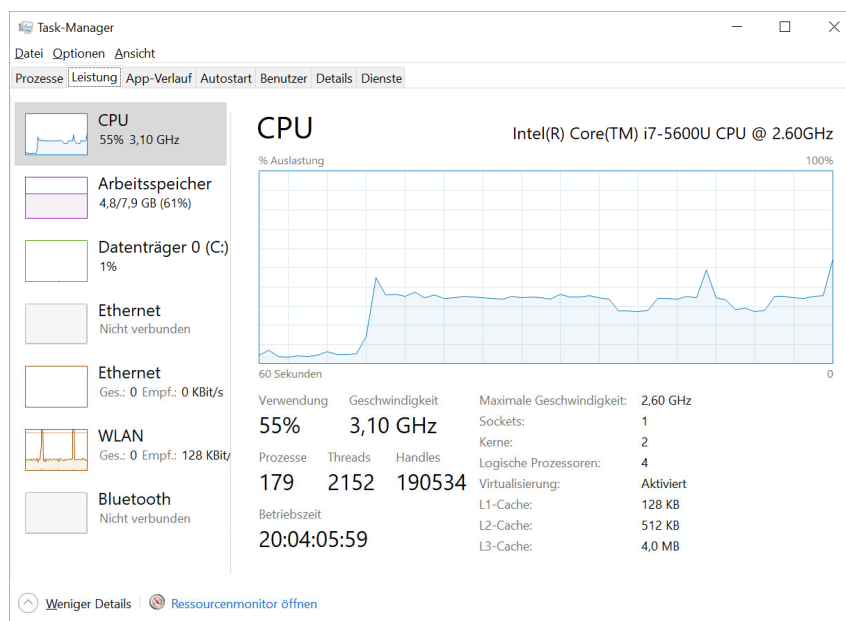 Task-Manager
Datei Optionen Ansicht
Prozesse Leistung App-Verlauf Autostart Benutzer Details Dienste
CPU
55% 3,10 GHz
Arbeitsspeicher
4,8/7,9 GB (61%)
Datenträger 0 (C:)
1%
Ethernet
Nicht verbunden
Ethernet
Ges.: 0 Empf.: 0 KBit/s
WLAN
Ges.: 0 Empf.: 128 KBit/
Bluetooth
Nicht verbunden
CPU Intel(R) Core(TM) i7-5600U CPU @ 2.60GHz
% Auslastung 100%
60 Sekunden 0
Verwendung Geschwindigkeit
55% 3,10 GHz
Prozesse Threads Handles
179 2152 190534
Betriebszeit
20:04:05:59
Maximale Geschwindigkeit: 2,60 GHz
Sockets: 1
Kerne: 2
Logische Prozessoren: 4
Virtualisierung: Aktiviert
L1-Cache: 128 KB
L2-Cache: 512 KB
L3-Cache: 4,0 MB
Weniger Details Ressourcenmonitor öffnen